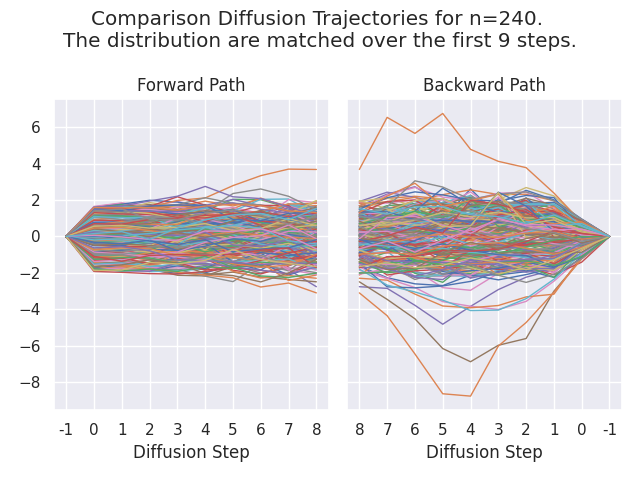 Comparison Diffusion Trajectories for n=240.
The distribution are matched over the first 9 steps.
Forward Path
Backward Path
6
4
2
0
−2
−4
−6
−8
-1 0 1 2 3 4 5 6 7 8
8 7 6 5 4 3 2 1 0 -1
Diffusion Step
Diffusion Step